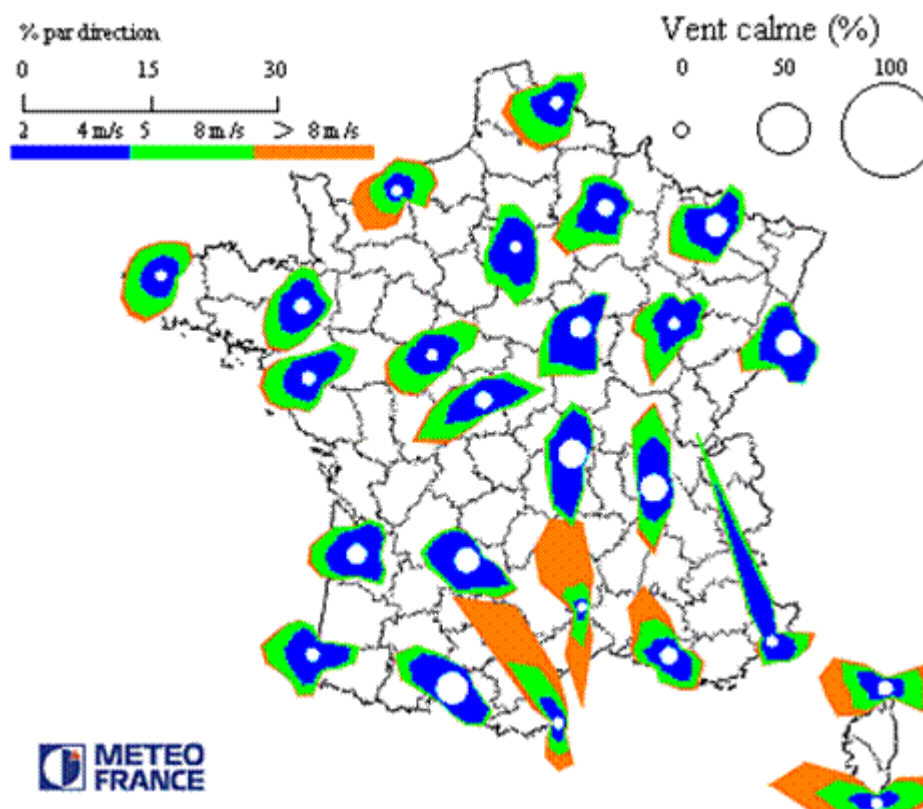 % par direction
0 15 30
2 4 m/s 5 8 m/s > 8 m/s
Vent calme (%)
0 50 100
METEO
FRANCE